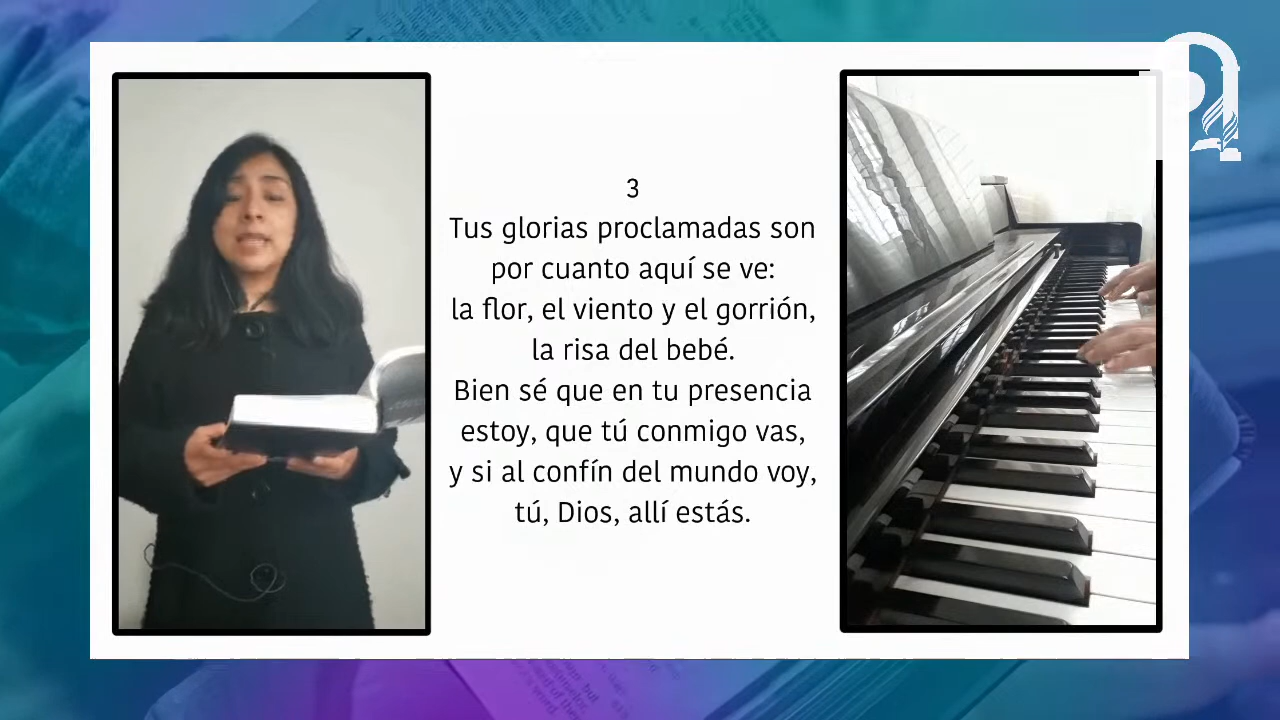 3
Tus glorias proclamadas son
por cuanto aquí se ve:
la flor, el viento y el gorrión,
la risa del bebé.
Bien sé que en tu presencia
estoy, que tú conmigo vas,
y si al confín del mundo voy,
tú, Dios, allí estás.